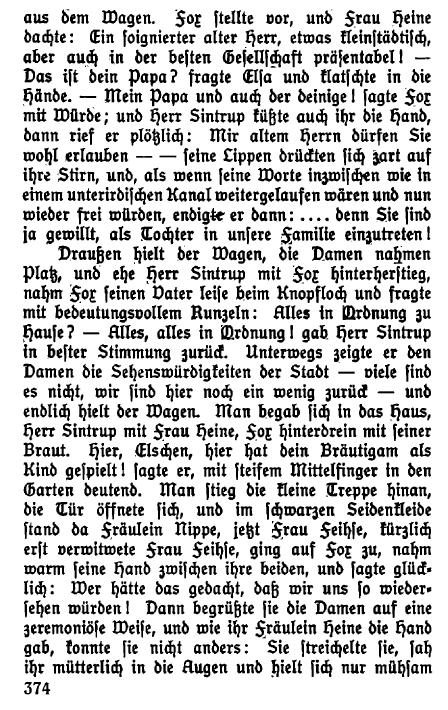 aus dem Wagen. Fox stellte vor, und Frau Heine
dachte: Ein soignierter alter Herr, etwas kleinstädtisch,
aber auch in der besten Gesellschaft präsentabel! —
Das ist dein Papa? fragte Elsa und klatschte in die
Hände. — Mein Papa und auch der deinige! sagte Fox
mit Würde; und Herr Sintrup küßte auch ihr die Hand,
dann rief er plötzlich: Mir altem Herrn dürfen Sie
wohl erlauben — — seine Lippen drückten sich zart auf
ihre Stirn, und, als wenn seine Worte inzwischen wie in
einem unterirdischen Kanal weitergelaufen wären und nun
wieder frei würden, endigte er dann: .... denn Sie sind
ja gewillt, als Tochter in unsere Familie einzutreten!
Draußen hielt der Wagen, die Damen nahmen
Platz, und ehe Herr Sintrup mit Fox hinterherstieg,
nahm Fox seinen Vater leise beim Knopfloch und fragte
mit bedeutungsvollem Runzeln: Alles in Ordnung zu
Hause? — Alles, alles in Ordnung! gab Herr Sintrup
in bester Stimmung zurück. Unterwegs zeigte er den
Damen die Sehenswürdigkeiten der Stadt — viele sind
es nicht, wir sind hier noch ein wenig zurück — und
endlich hielt der Wagen. Man begab sich in das Haus,
Herr Sintrup mit Frau Heine, Fox hinterdrein mit seiner
Braut. Hier, Elschen, hier hat dein Bräutigam als
Kind gespielt! sagte er, mit steifem Mittelfinger in den
Garten deutend. Man stieg die kleine Treppe hinan,
die Tür öffnete sich, und im schwarzen Seidenkleide
stand da Fräulein Nippe, jetzt Frau Feihse, kürzlich
erst verwitwete Frau Feihse, ging auf Fox zu, nahm
warm seine Hand zwischen ihre beiden, und sagte glück-
lich: Wer hätte das gedacht, daß wir uns so wieder-
sehen würden! Dann begrüßte sie die Damen auf eine
zeremoniöse Weise, und wie ihr Fräulein Heine die Hand
gab, konnte sie nicht anders: Sie streichelte sie, sah
ihr mütterlich in die Augen und hielt sich nur mühsam
374